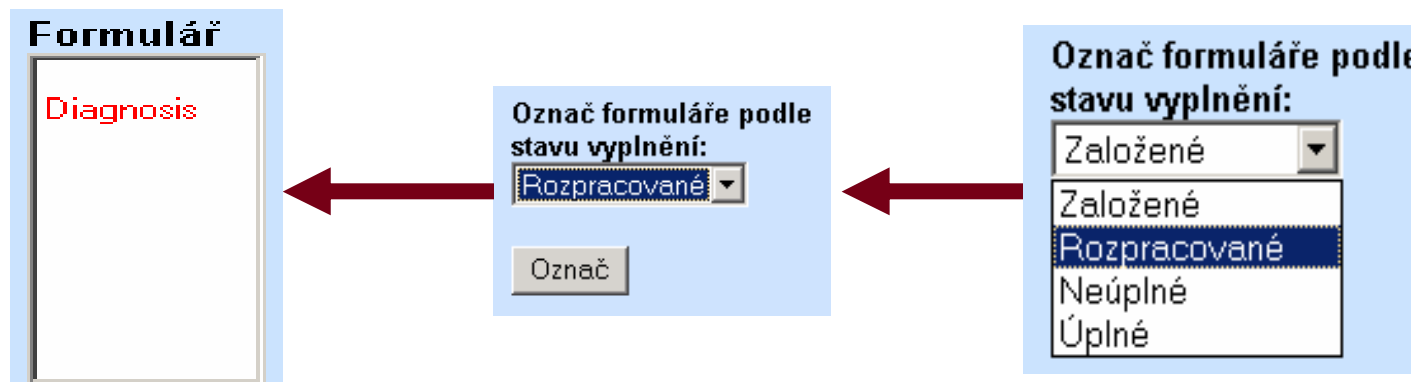 Formulář
Diagnosis
Označ formuláře podle
stavu vyplnění:
Rozpracované
Označ
Označ formuláře podle
stavu vyplnění:
Založené
Založené
Rozpracované
Neúplné
Úplné